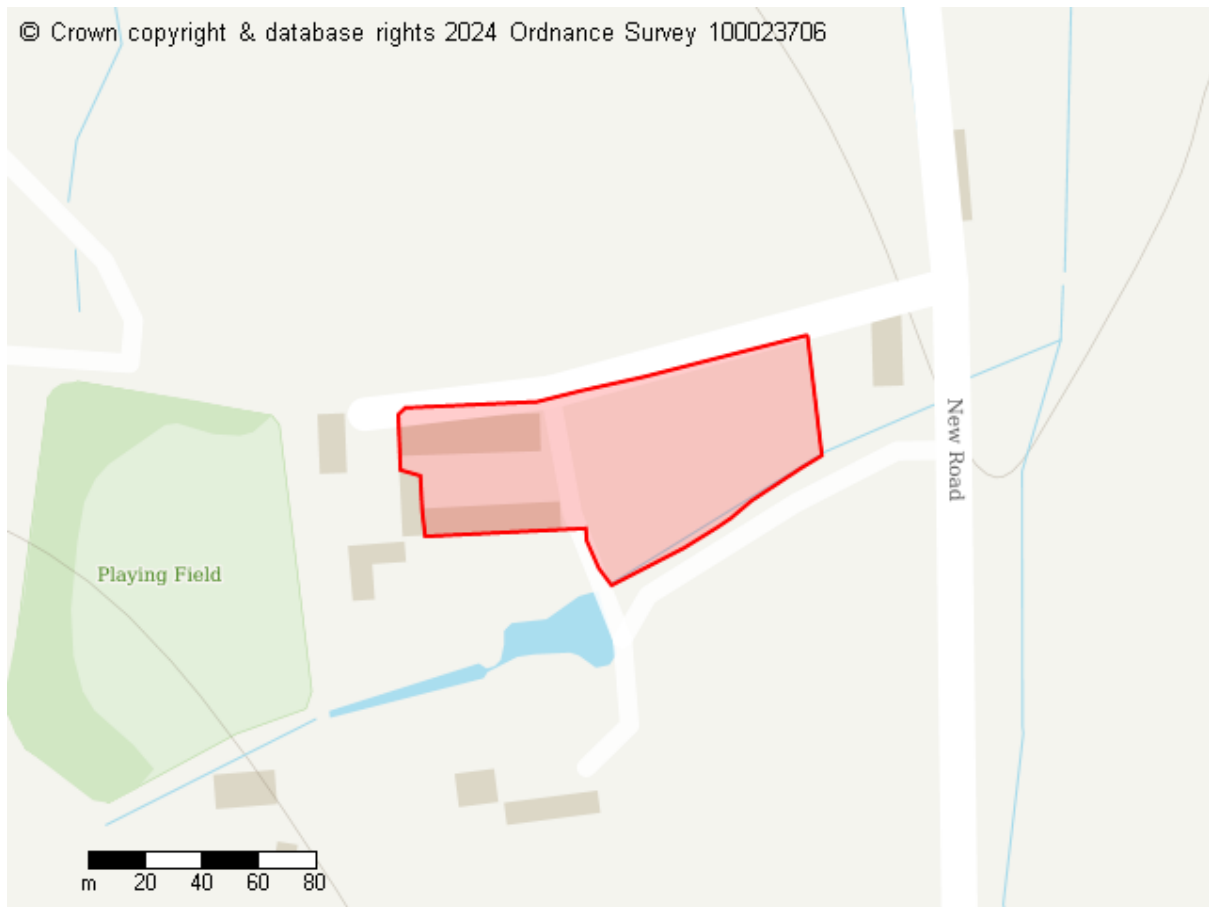 © Crown copyright & database rights 2024 Ordnance Survey 100023706
New Road
Playing Field
m 20 40 60 80